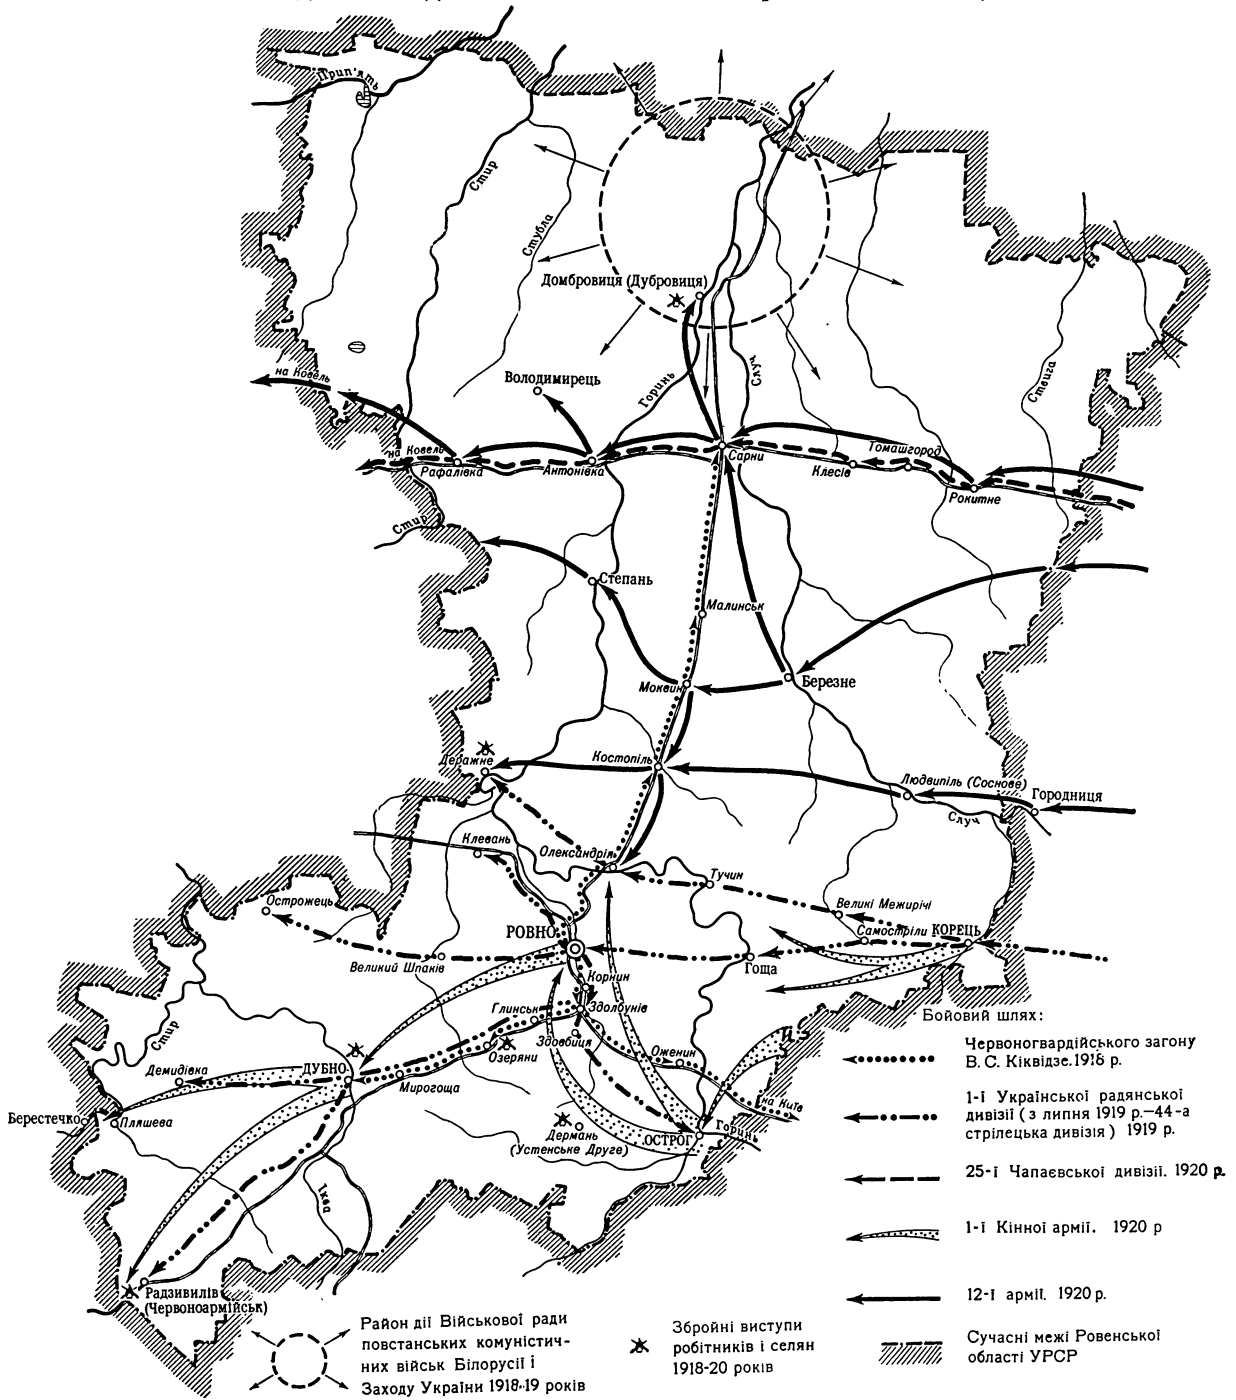 Прип'ять
Стир
Стубла
Домбровиця (Дубровиця)
на Ковель
Володимирець
Горинь
Случ
Ствига
на Ковель
Рафалівка
Антонівка
Сарни
Клесів
Томашгород
Рокитне
Стир
Степань
Малинськ
Моквин
Березне
Деражне
Костопіль
Людвипіль (Соснове)
Городниця
Случ
Клевань
Олександрія
Тучин
Острожець
Великі Межирічі
РОВНО
Самостріли
КОРЕЦЬ
Великий Шпаків
Гоща
Корнин
Стир
Глинськ
Здолбунів
Здовбиця
Озеряни
Оженин
Демидівка
ДУБНО
Мирогоща
на Київ
Берестечко
Пляшева
Дермань
(Устенське Друге)
ОСТРОГ
Горинь
Іква
Радзивилів
(Червоноармійськ)
Бойовий шлях:
Червоногвардійського загону
В. С. Кіквідзе. 1918 р.
1-ї Української радянської
дивізії (з липня 1919 р.—44-а
стрілецька дивізія) 1919 р.
25-ї Чапаєвської дивізії. 1920 р.
1-ї Кінної армії. 1920 р
12-ї армії. 1920 р.
Сучасні межі Ровенської
області УРСР
Район дії Військової ради
повстанських комуністич-
них військ Білорусії і
Заходу України 1918-19 років
Збройні виступи
робітників і селян
1918-20 років